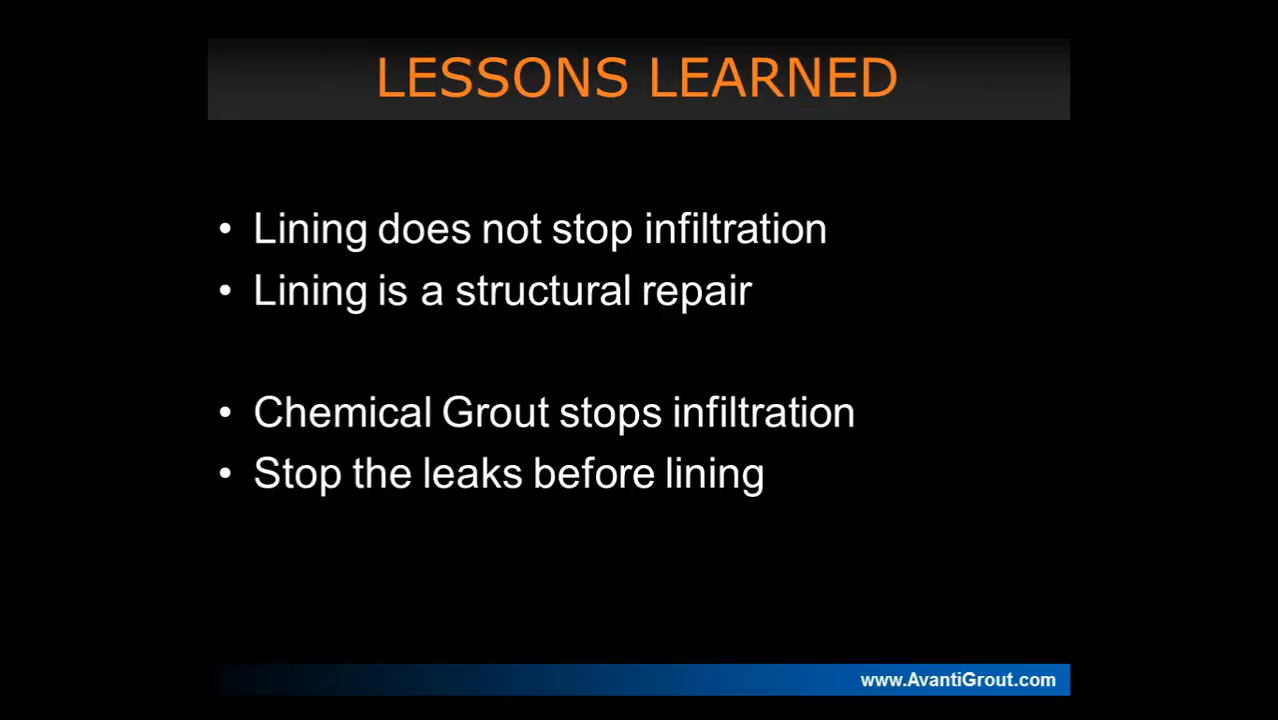 LESSONS LEARNED
• Lining does not stop infiltration
• Lining is a structural repair
• Chemical Grout stops infiltration
• Stop the leaks before lining
www.AvantiGrout.com